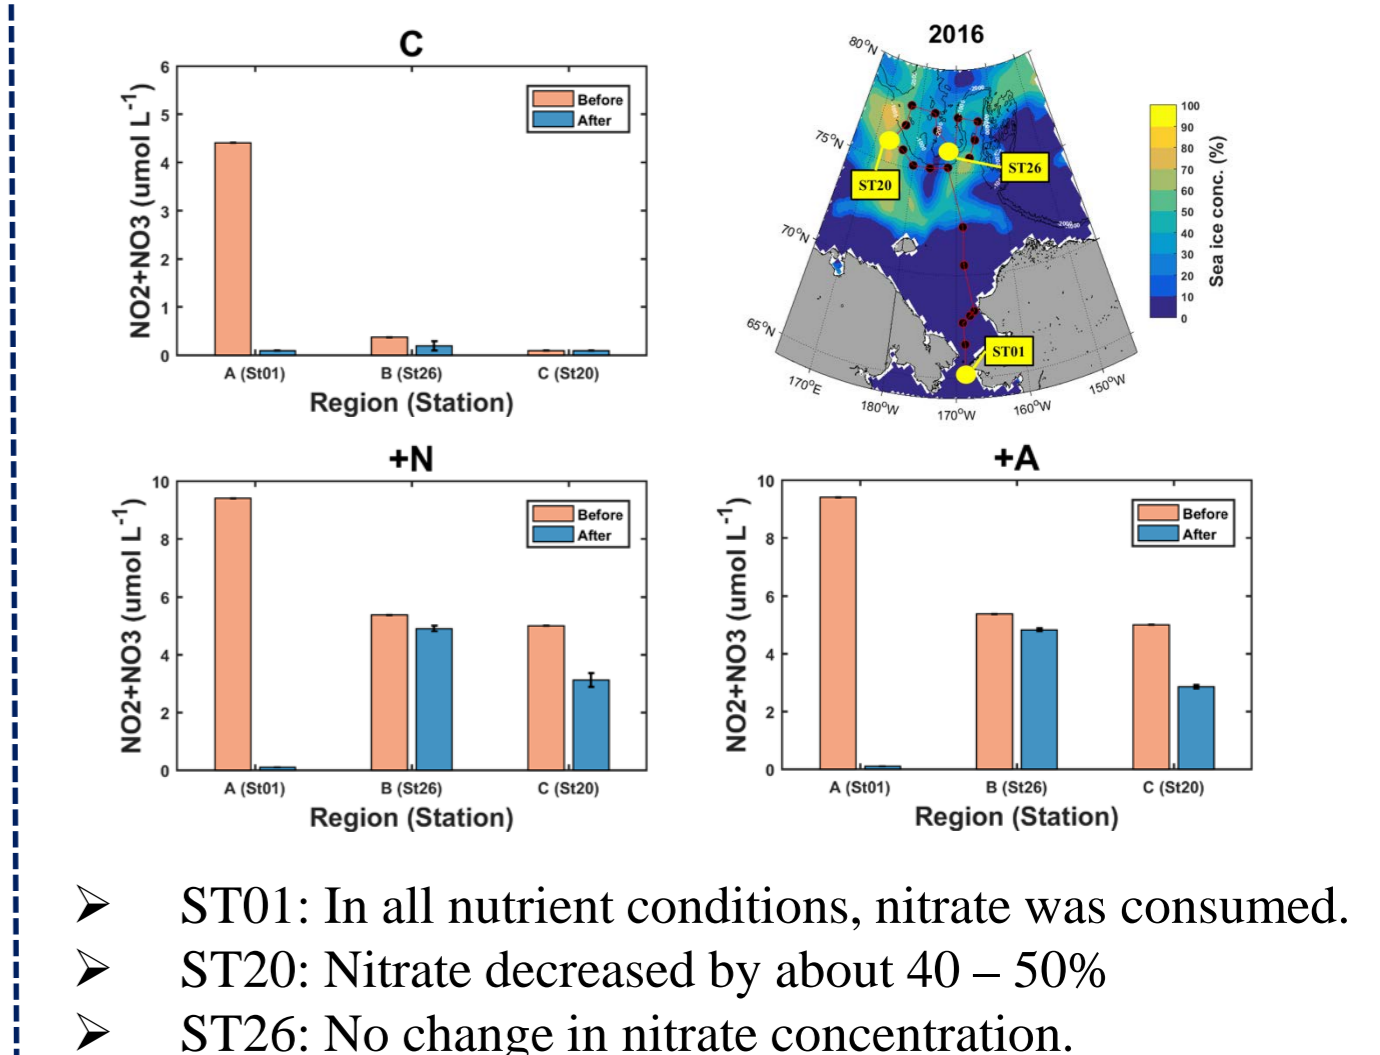 C
6
5
4
3
2
1
0
NO2+NO3 (umol L⁻¹)
Before
After
A (St01)
B (St26)
C (St20)
Region (Station)
2016
80°N
75°N
70°N
65°N
170°E
180°W
170°W
160°W
150°W
ST20
ST26
ST01
100
90
80
70
60
50
40
30
20
10
0
Sea ice conc. (%)
+N
10
8
6
4
2
0
NO2+NO3 (umol L⁻¹)
Before
After
A (St01)
B (St26)
C (St20)
Region (Station)
+A
10
8
6
4
2
0
NO2+NO3 (umol L⁻¹)
Before
After
A (St01)
B (St26)
C (St20)
Region (Station)
➢ ST01: In all nutrient conditions, nitrate was consumed.
➢ ST20: Nitrate decreased by about 40 – 50%
➢ ST26: No change in nitrate concentration.